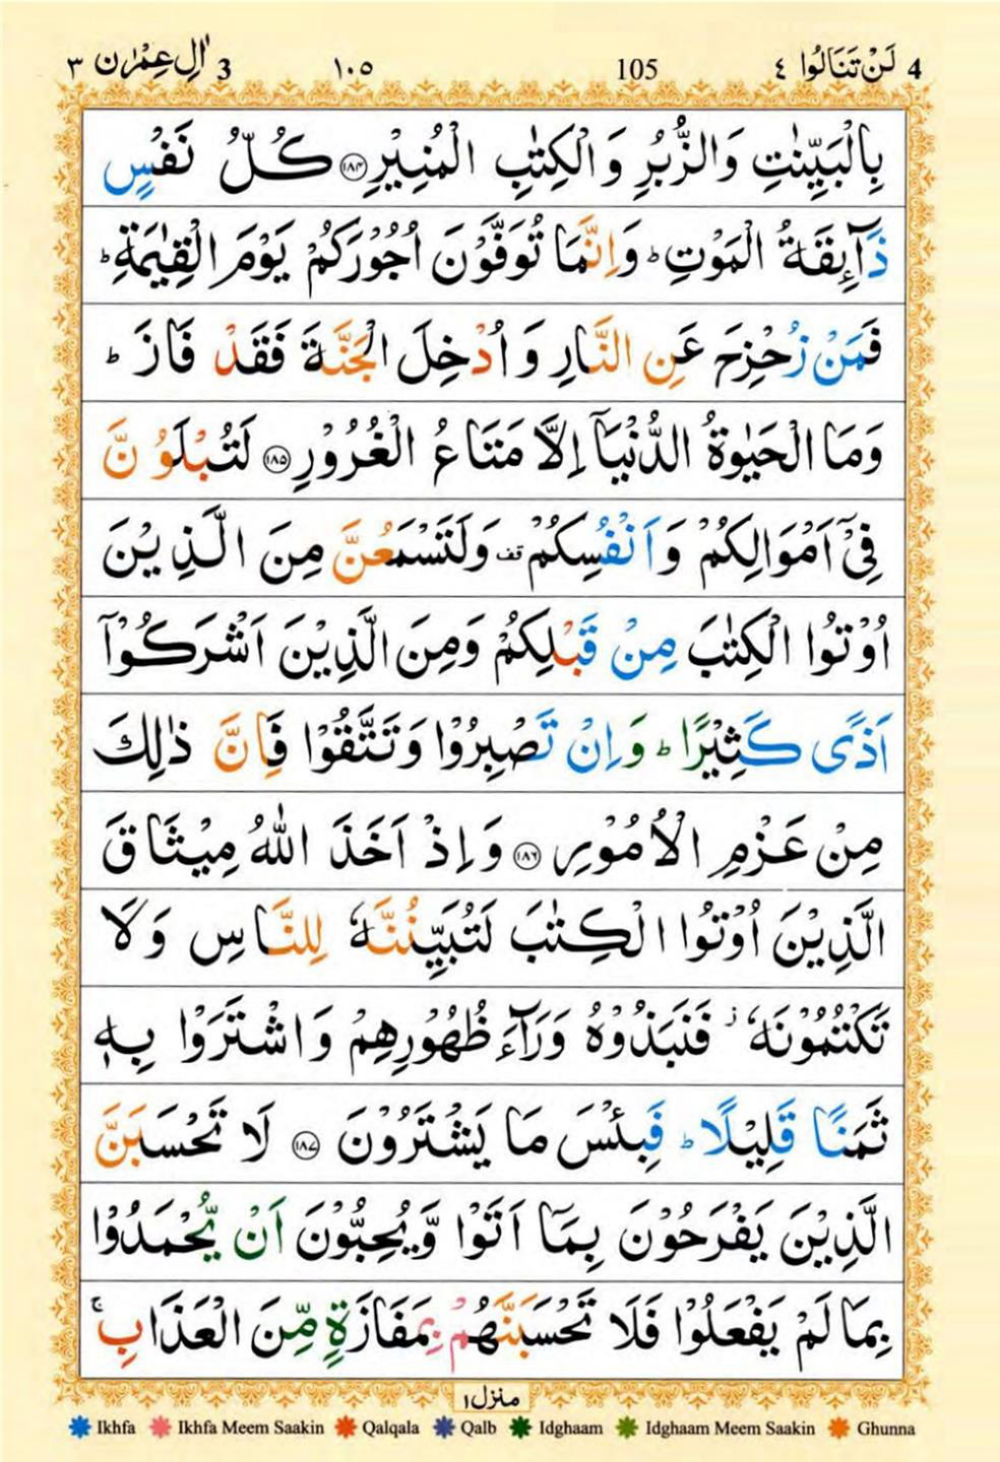 4 لَنْ تَنَالُوا ٤ 105 ١٠٥ 3 اٰلِ عِمْرٰن ٣
بِالْبَيِّنٰتِ وَالزُّبُرِ وَالْكِتٰبِ الْمُنِيْرِ ۝١٨٤ كُلُّ نَفْسٍ
ذَآئِقَةُ الْمَوْتِ ؕ وَاِنَّمَا تُوَفَّوْنَ اُجُوْرَكُمْ يَوْمَ الْقِيٰمَةِ ؕ
فَمَنْ زُحْزِحَ عَنِ النَّارِ وَاُدْخِلَ الْجَنَّةَ فَقَدْ فَازَ ؕ
وَمَا الْحَيٰوةُ الدُّنْيَاۤ اِلَّا مَتَاعُ الْغُرُوْرِ ۝١٨٥ لَتُبْلَوُنَّ
فِيْۤ اَمْوَالِكُمْ وَاَنْفُسِكُمْ قف وَلَتَسْمَعُنَّ مِنَ الَّذِيْنَ
اُوْتُوا الْكِتٰبَ مِنْ قَبْلِكُمْ وَمِنَ الَّذِيْنَ اَشْرَكُوْۤا
اَذًى كَثِيْرًا ؕ وَاِنْ تَصْبِرُوْا وَتَتَّقُوْا فَاِنَّ ذٰلِكَ
مِنْ عَزْمِ الْاُمُوْرِ ۝١٨٦ وَاِذْ اَخَذَ اللّٰهُ مِيْثَاقَ
الَّذِيْنَ اُوْتُوا الْكِتٰبَ لَتُبَيِّنُنَّهٗ لِلنَّاسِ وَلَا
تَكْتُمُوْنَهٗ ؗ فَنَبَذُوْهُ وَرَآءَ ظُهُوْرِهِمْ وَاشْتَرَوْا بِهٖ
ثَمَنًا قَلِيْلًا ؕ فَبِئْسَ مَا يَشْتَرُوْنَ ۝١٨٧ لَا تَحْسَبَنَّ
الَّذِيْنَ يَفْرَحُوْنَ بِمَاۤ اَتَوْا وَّيُحِبُّوْنَ اَنْ يُّحْمَدُوْا
بِمَا لَمْ يَفْعَلُوْا فَلَا تَحْسَبَنَّهُمْ بِمَفَازَةٍ مِّنَ الْعَذَابِ ۚ
منزل ١
Ikhfa Ikhfa Meem Saakin Qalqala Qalb Idghaam Idghaam Meem Saakin Ghunna